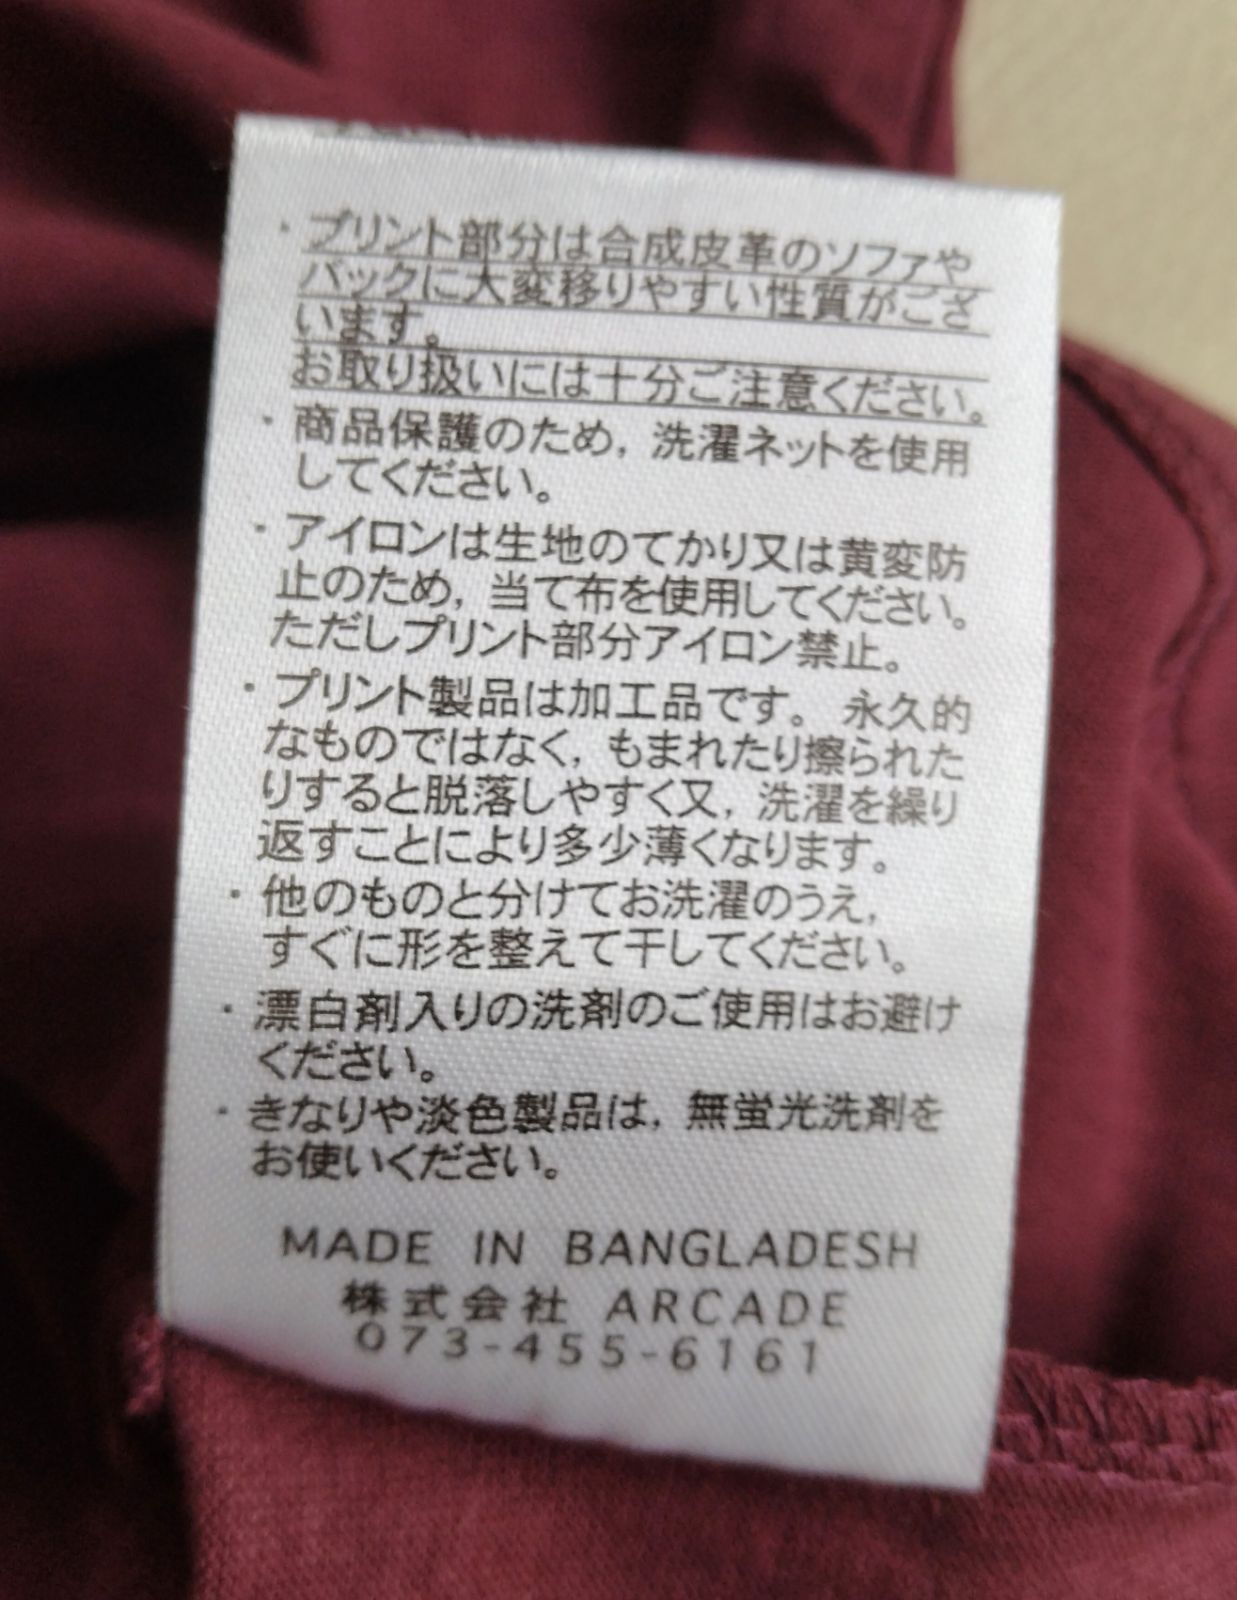 ・プリント部分は合成皮革のソファや
バックに大変移りやすい性質がござ
います。
お取り扱いには十分ご注意ください。
・商品保護のため, 洗濯ネットを使用
してください。
・アイロンは生地のてかり又は黄変防
止のため, 当て布を使用してください。
ただしプリント部分アイロン禁止。
・プリント製品は加工品です。永久的
なものではなく, もまれたり擦られた
りすると脱落しやすく又, 洗濯を繰り
返すことにより多少薄くなります。
・他のものと分けてお洗濯のうえ,
すぐに形を整えて干してください。
・漂白剤入りの洗剤のご使用はお避け
ください。
・きなりや淡色製品は, 無蛍光洗剤を
お使いください。
MADE IN BANGLADESH
株式会社 ARCADE
073-455-6161